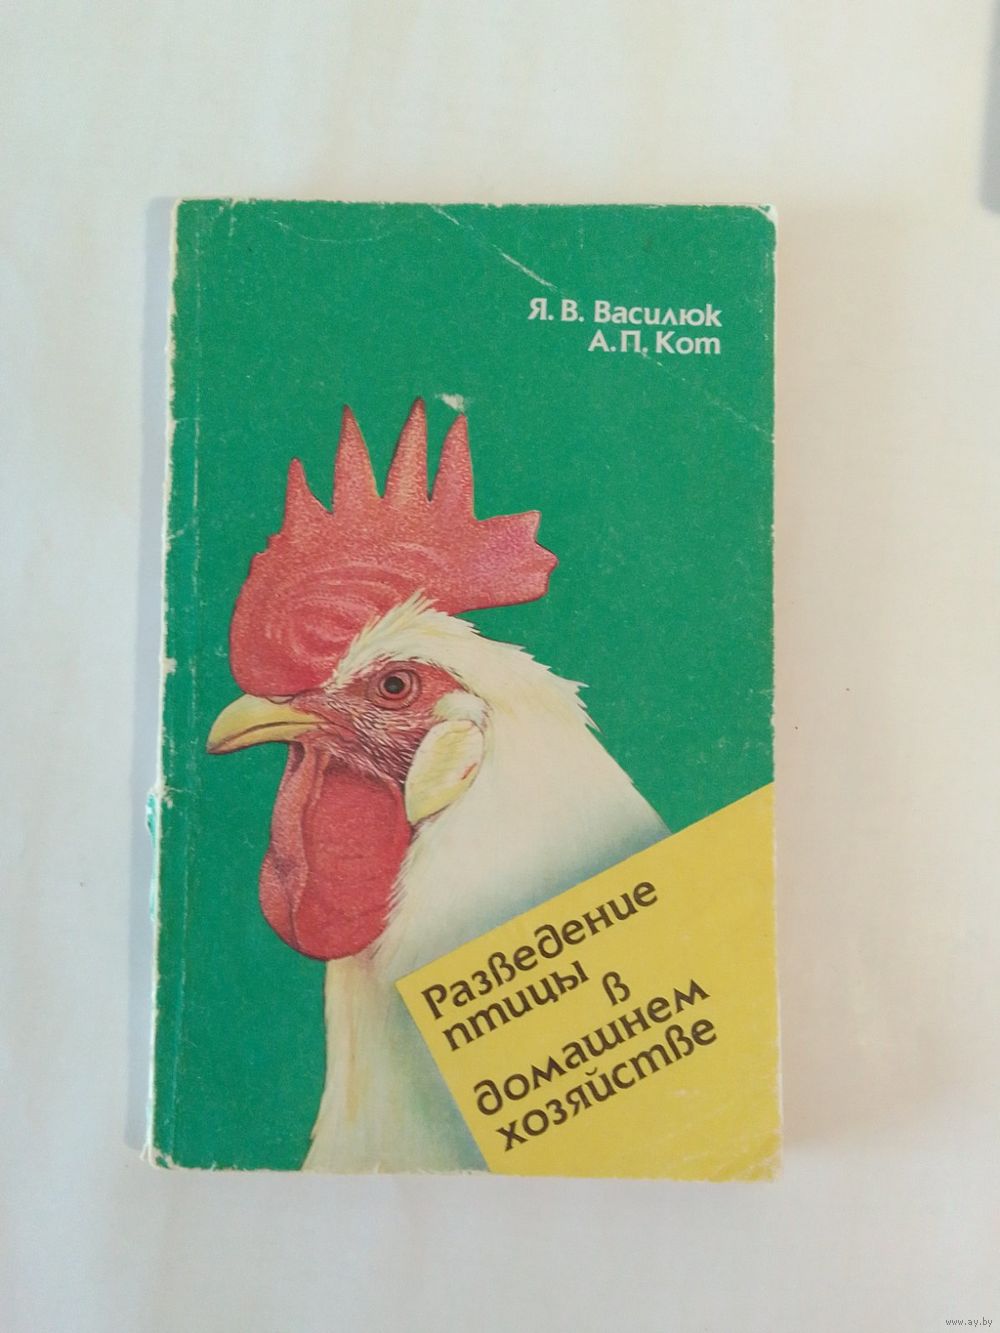 Я. В. Василюк
А. П. Кот
Разведение
птицы
в
домашнем
хозяйстве
www.ay.by